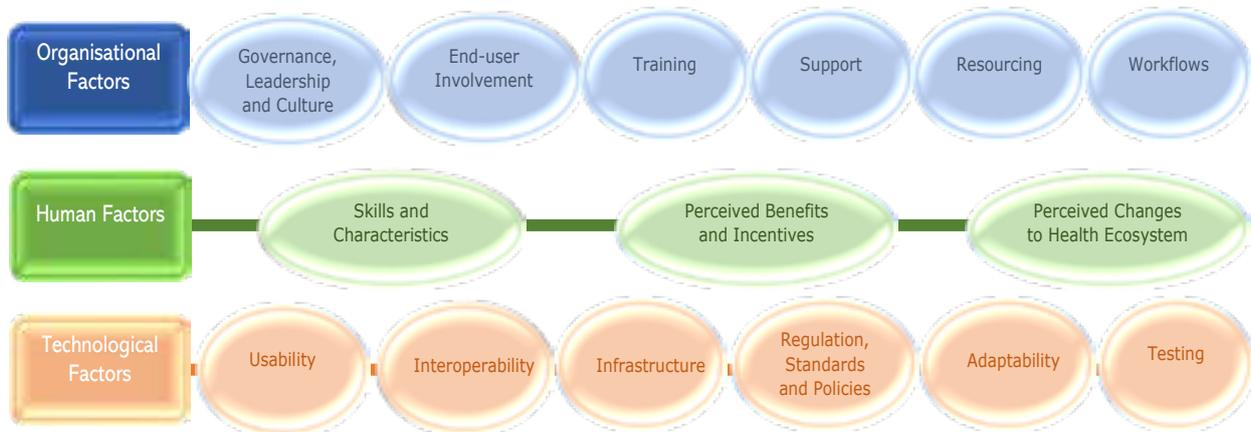 Organisational
Factors
Governance,
Leadership
and Culture
End-user
Involvement
Training
Support
Resourcing
Workflows
Human Factors
Skills and
Characteristics
Perceived Benefits
and Incentives
Perceived Changes
to Health Ecosystem
Technological
Factors
Usability
Interoperability
Infrastructure
Regulation,
Standards
and Policies
Adaptability
Testing